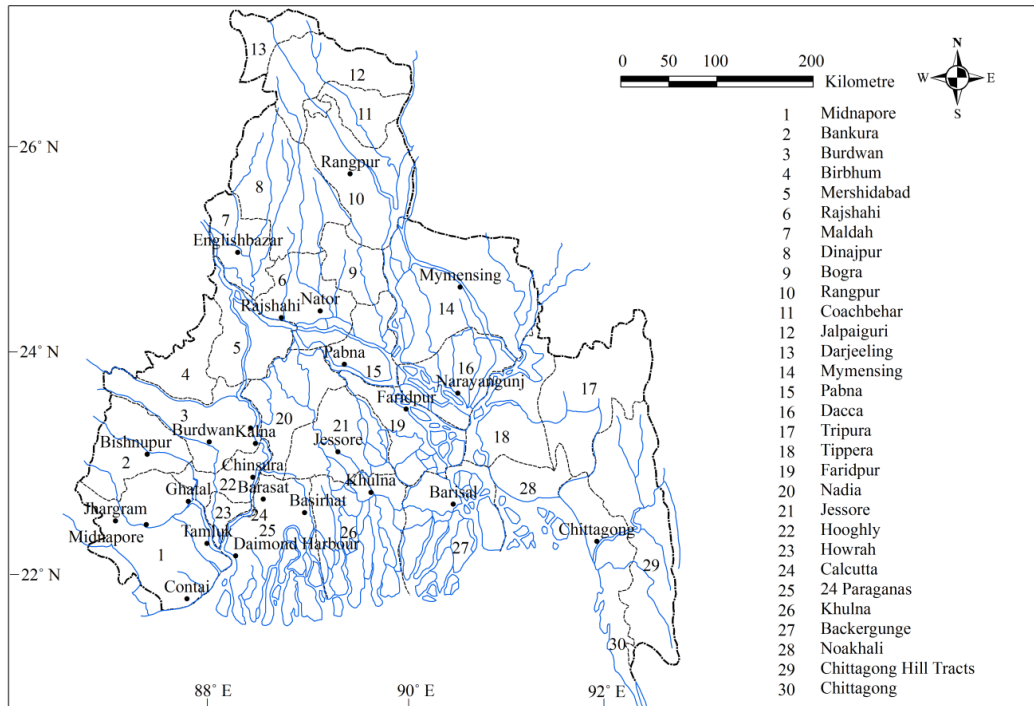 N
W E
S
0 50 100 200
Kilometre
1 Midnapore
2 Bankura
3 Burdwan
4 Birbhum
5 Mershidabad
6 Rajshahi
7 Maldah
8 Dinajpur
9 Bogra
10 Rangpur
11 Coachbehar
12 Jalpaiguri
13 Darjeeling
14 Mymensing
15 Pabna
16 Dacca
17 Tripura
18 Tippera
19 Faridpur
20 Nadia
21 Jessore
22 Hooghly
23 Howrah
24 Calcutta
25 24 Paraganas
26 Khulna
27 Backergunge
28 Noakhali
29 Chittagong Hill Tracts
30 Chittagong
13
12
11
26° N
Rangpur
8
10
7
Englishbazar
6
9
Mymensing
Nator
Rajshahi
14
24° N
5
Pabna
16
4
15
Narayangunj
17
Faridpur
3
20
21
19
Burdwan
Kalna
18
Bishnupur
Jessore
2
Chinsura
22
Khulna
28
Ghatal
Barasat
Barisal
Jhargram
23
24
Basirhat
Midnapore
Tamluk
25
26
Chittagong
Daimond Harbour
27
1
29
22° N
Contai
30
88° E
90° E
92° E